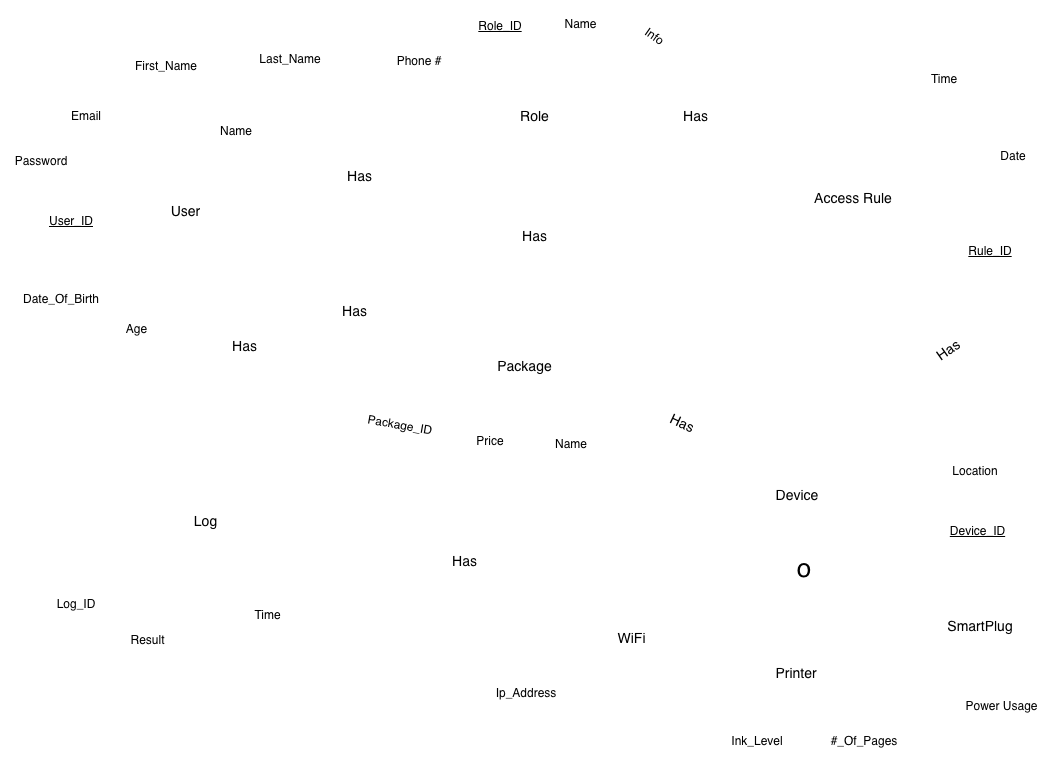 Role_ID
Name
Info
First_Name
Last_Name
Phone #
Time
Email
Name
Role
Has
Password
Date
Has
User
Access Rule
User_ID
Has
Rule_ID
Date_Of_Birth
Has
Age
Has
Has
Package
Package_ID
Price
Name
Has
Location
Device
Log
Device_ID
Has
o
Log_ID
Time
Result
WiFi
SmartPlug
Printer
Ip_Address
Power Usage
Ink_Level
#_Of_Pages